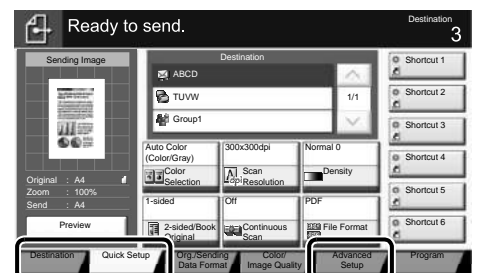 Ready to send.
Destination
3
Sending Image
Original : A4
Zoom : 100%
Send : A4
Preview
Destination
ABCD
TUVW
Group1
1/1
Auto Color
(Color/Gray)
Color
Selection
300x300dpi
dpi
Scan
Resolution
Normal 0
Density
1-sided
2-sided/Book
Original
Off
Continuous
Scan
PDF
File Format
Shortcut 1
Shortcut 2
Shortcut 3
Shortcut 4
Shortcut 5
Shortcut 6
Destination
Quick Setup
Org./Sending
Data Format
Color/
Image Quality
Advanced
Setup
Program